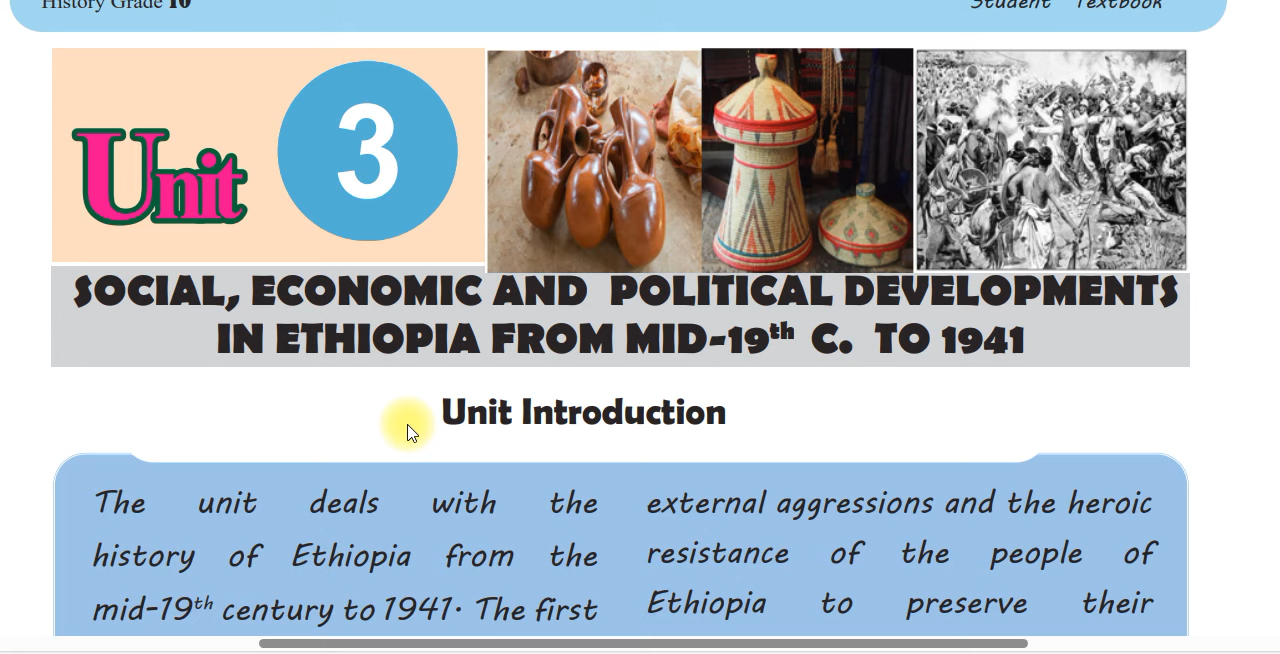 History Grade 10
Student Textbook
Unit 3
SOCIAL, ECONOMIC AND POLITICAL DEVELOPMENTS
IN ETHIOPIA FROM MID-19th C. TO 1941
Unit Introduction
The unit deals with the
history of Ethiopia from the
mid-19th century to 1941. The first
external aggressions and the heroic
resistance of the people of
Ethiopia to preserve their